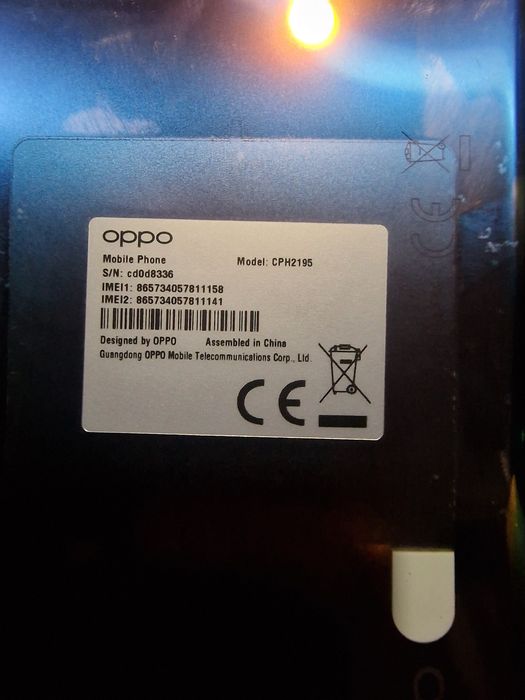 oppo
Mobile Phone Model: CPH2195
S/N: cd0d8336
IMEI1: 865734057811158
IMEI2: 865734057811141
Designed by OPPO Assembled in China
Guangdong OPPO Mobile Telecommunications Corp., Ltd.
CE
CE